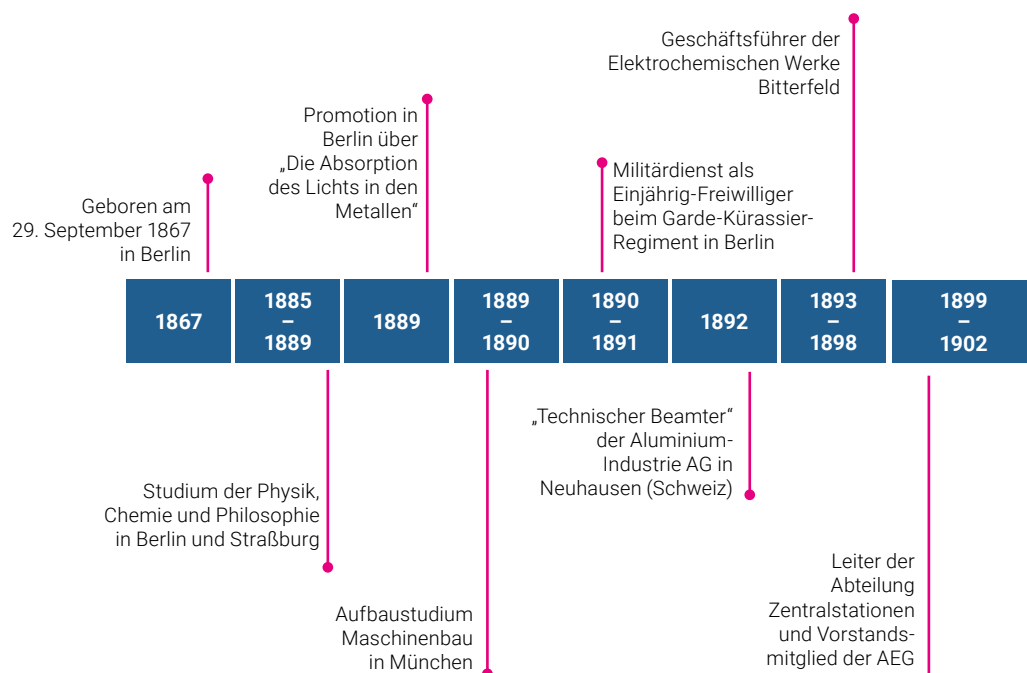 Geschäftsführer der
Elektrochemischen Werke
Bitterfeld
Promotion in
Berlin über
„Die Absorption
des Lichts in den
Metallen“
Militärdienst als
Einjährig-Freiwilliger
beim Garde-Kürassier-
Regiment in Berlin
Geboren am
29. September 1867
in Berlin
1867
1885
–
1889
1889
1889
–
1890
1890
–
1891
1892
1893
–
1898
1899
–
1902
„Technischer Beamter“
der Aluminium-
Industrie AG in
Neuhausen (Schweiz)
Studium der Physik,
Chemie und Philosophie
in Berlin und Straßburg
Aufbaustudium
Maschinenbau
in München
Leiter der
Abteilung
Zentralstationen
und Vorstands-
mitglied der AEG